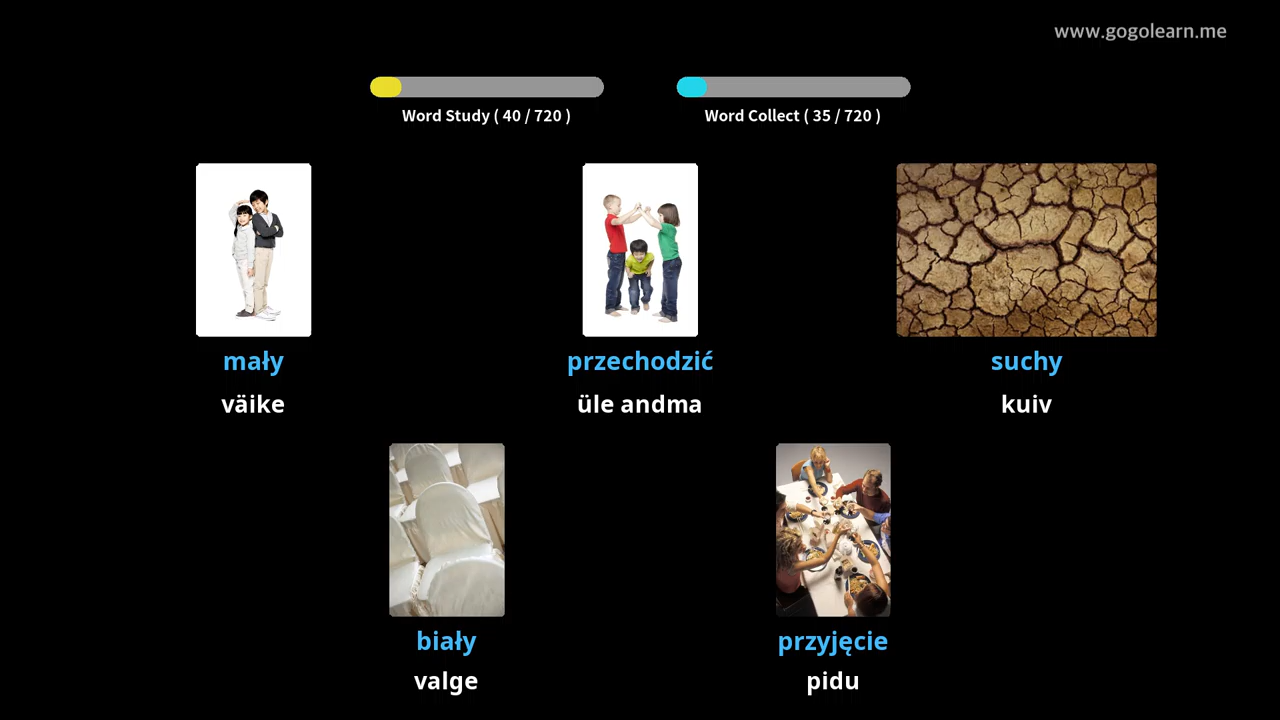 www.gogolearn.me
Word Study ( 40 / 720 )
Word Collect ( 35 / 720 )
mały
przechodzić
suchy
väike
üle andma
kuiv
biały
przyjęcie
valge
pidu